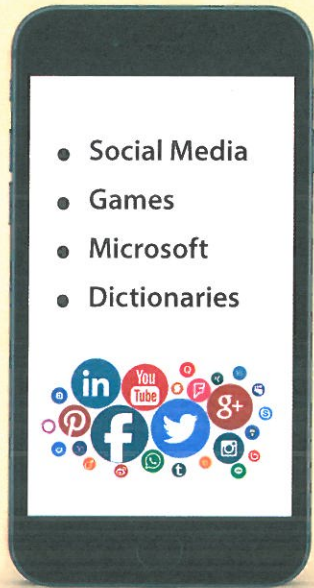 Social Media
Games
Microsoft
Dictionaries
in
You
Tube
g+
f
t